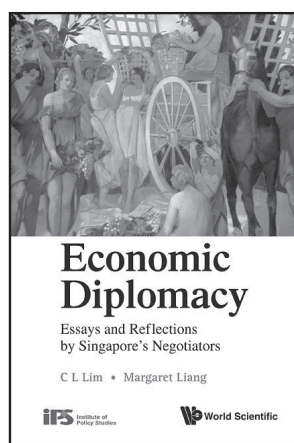 Economic
Diplomacy
Essays and Reflections
by Singapore's Negotiators
C L Lim • Margaret Liang
iPS Institute of
Policy Studies
World Scientific